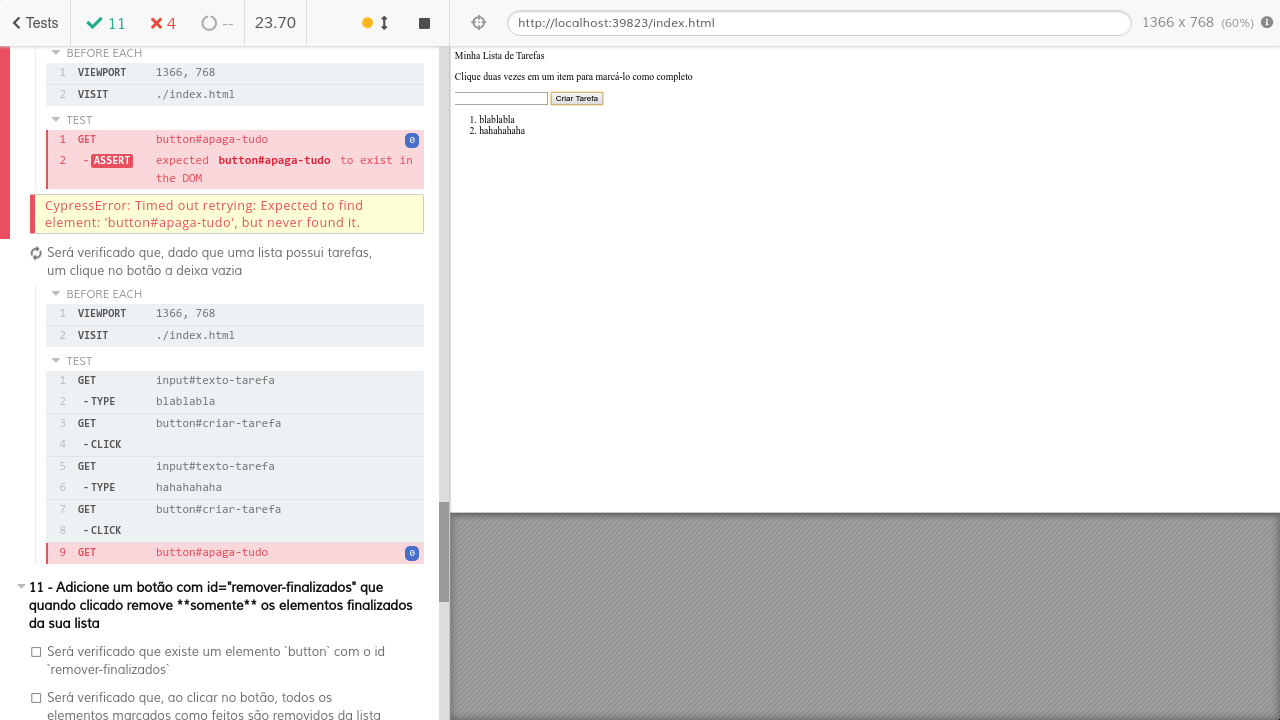 Tests 11 4 -- 23.70
http://localhost:39823/index.html 1366 x 768 (60%)
BEFORE EACH
1 VIEWPORT 1366, 768
2 VISIT ./index.html
TEST
1 GET button#apaga-tudo 0
2 -ASSERT expected button#apaga-tudo to exist in
the DOM
CypressError: Timed out retrying: Expected to find
element: 'button#apaga-tudo', but never found it.
Será verificado que, dado que uma lista possui tarefas,
um clique no botão a deixa vazia
BEFORE EACH
1 VIEWPORT 1366, 768
2 VISIT ./index.html
TEST
1 GET input#texto-tarefa
2 -TYPE blablabla
3 GET button#criar-tarefa
4 -CLICK
5 GET input#texto-tarefa
6 -TYPE hahahahaha
7 GET button#criar-tarefa
8 -CLICK
9 GET button#apaga-tudo 0
11 - Adicione um botão com id="remover-finalizados" que
quando clicado remove **somente** os elementos finalizados
da sua lista
Será verificado que existe um elemento `button` com o id
`remover-finalizados`
Será verificado que, ao clicar no botão, todos os
elementos marcados como feitos são removidos da lista
Minha Lista de Tarefas
Clique duas vezes em um item para marcá-lo como completo
Criar Tarefa
1. blablabla
2. hahahahaha